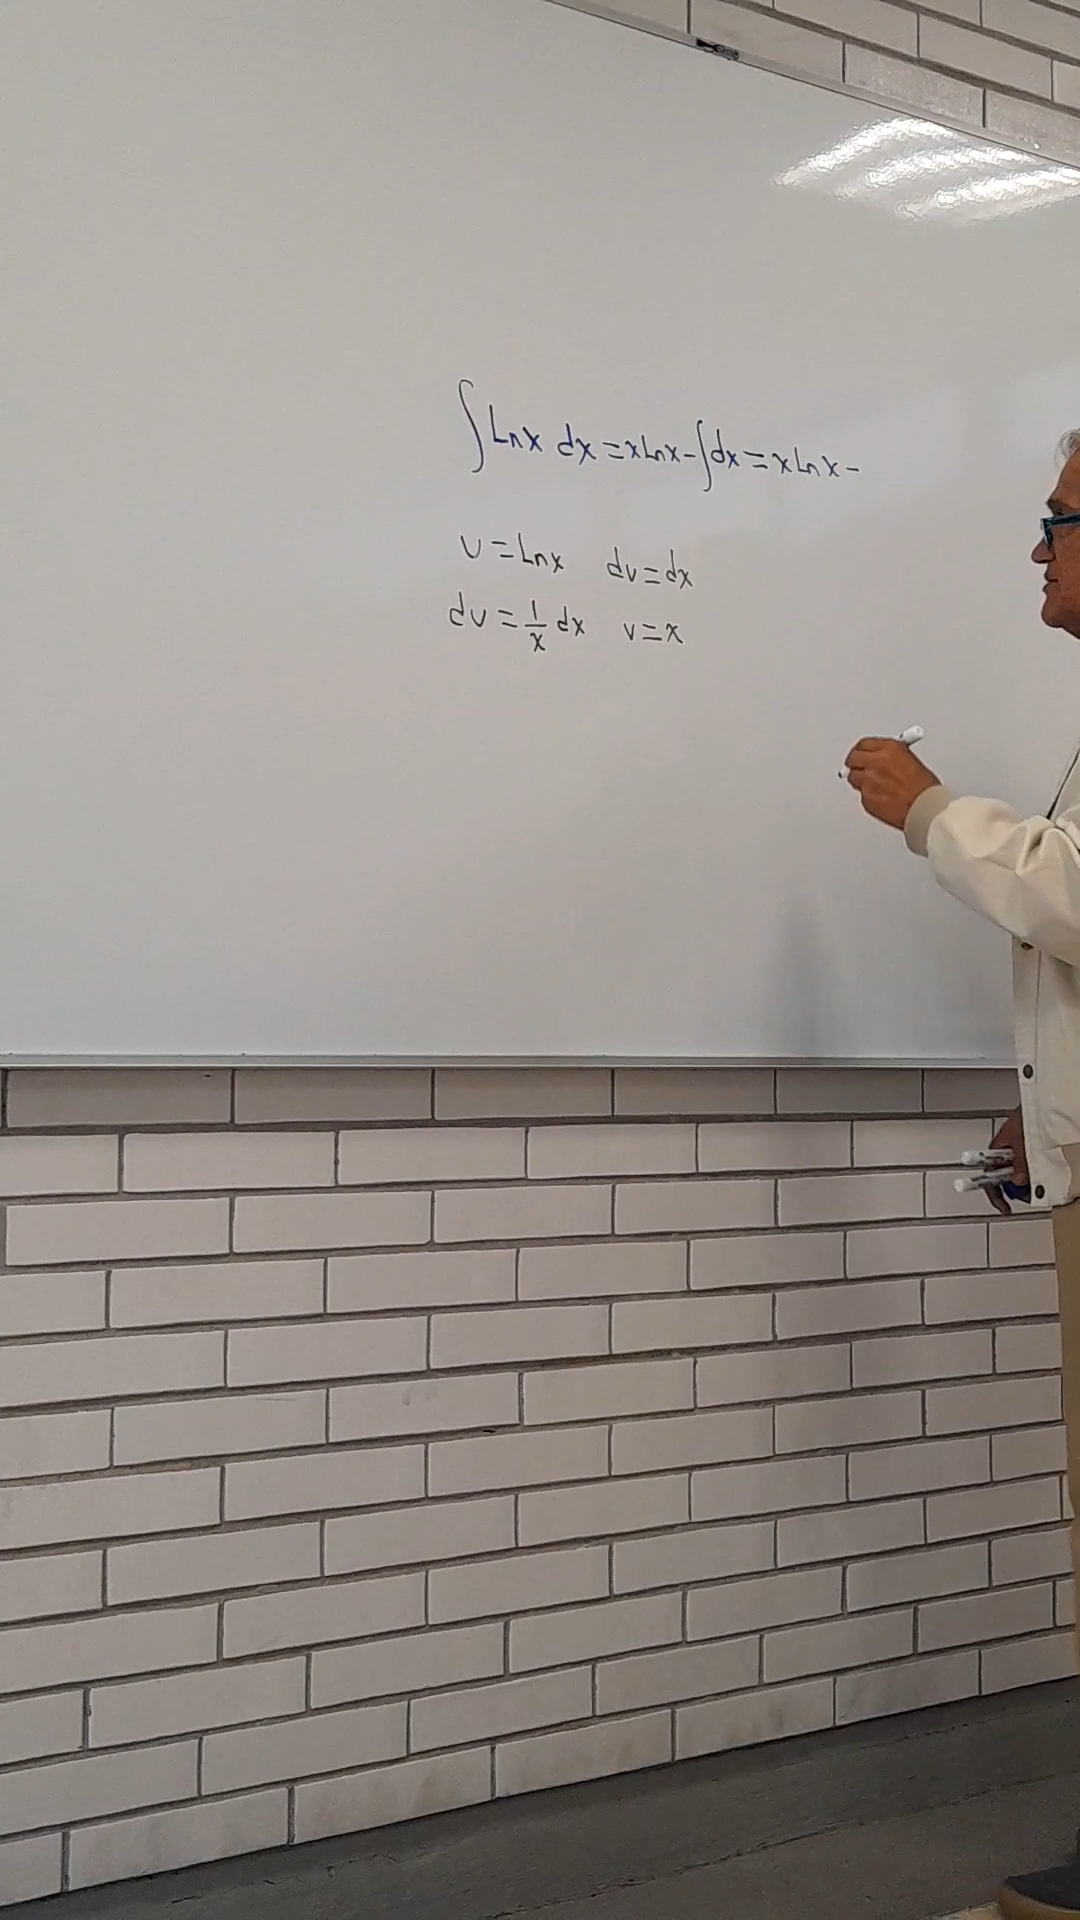 ∫ Lnx dx = xLnx - ∫dx = xLnx -
u = Lnx dv = dx
du = 1/x dx v = x